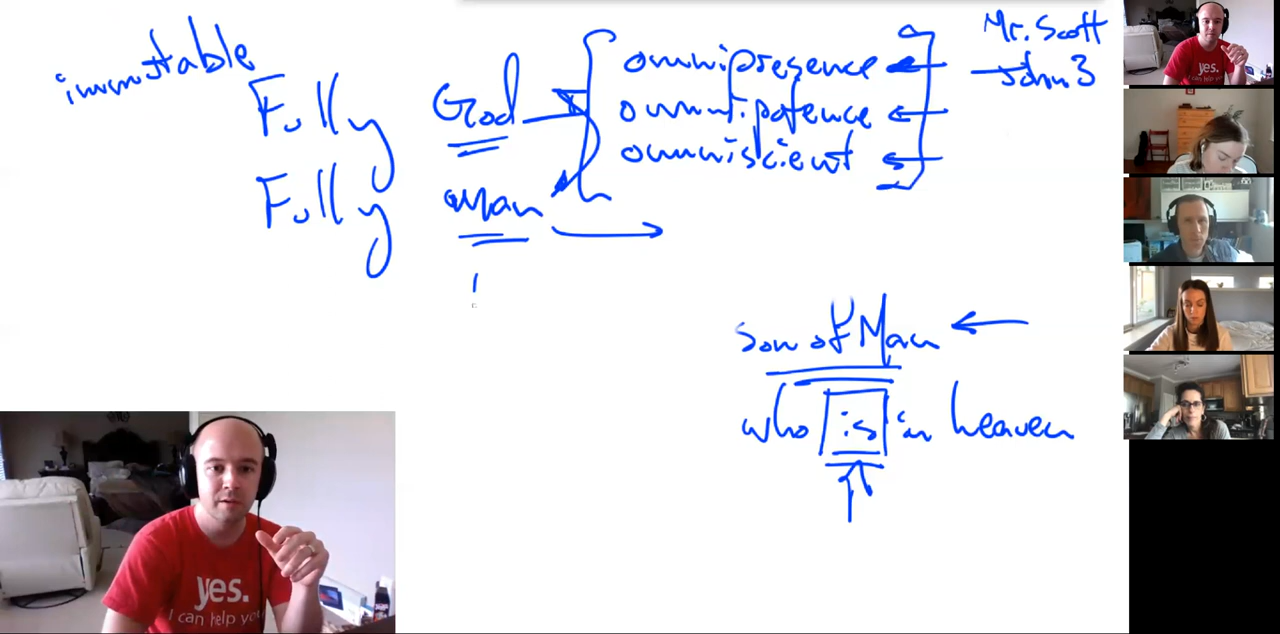 immutable
Fully God
omnipresence
omnipotence
omniscient
Mr. Scott
John 3
Fully Man
Son of Man
who is in heaven
yes.
I can help you